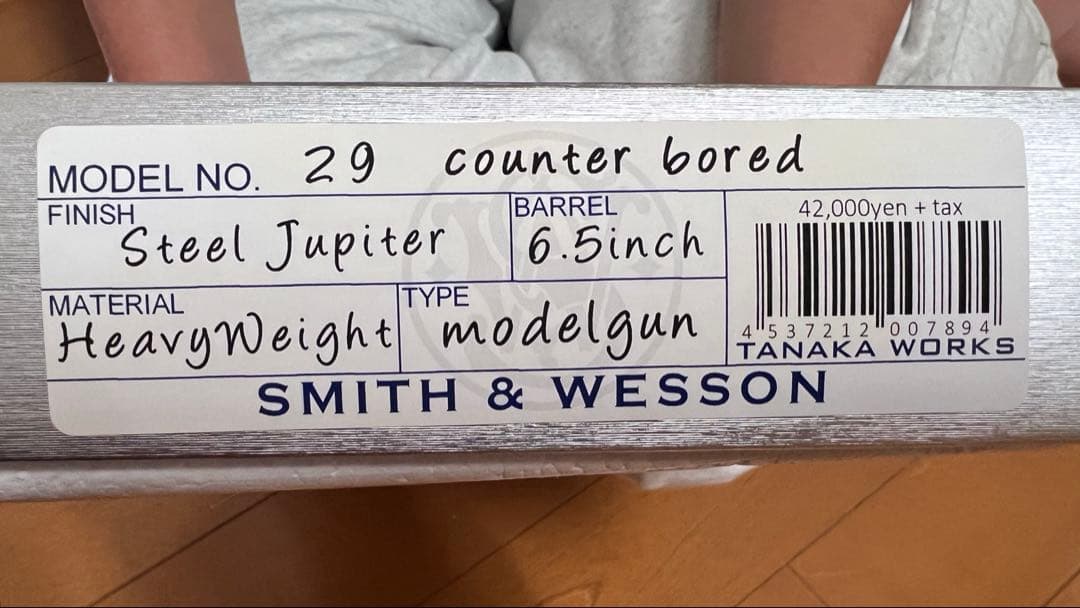 MODEL NO. 29 counter bored
FINISH Steel Jupiter
BARREL 6.5inch
MATERIAL HeavyWeight
TYPE modelgun
42,000yen + tax
4 537212 007894
TANAKA WORKS
SMITH & WESSON